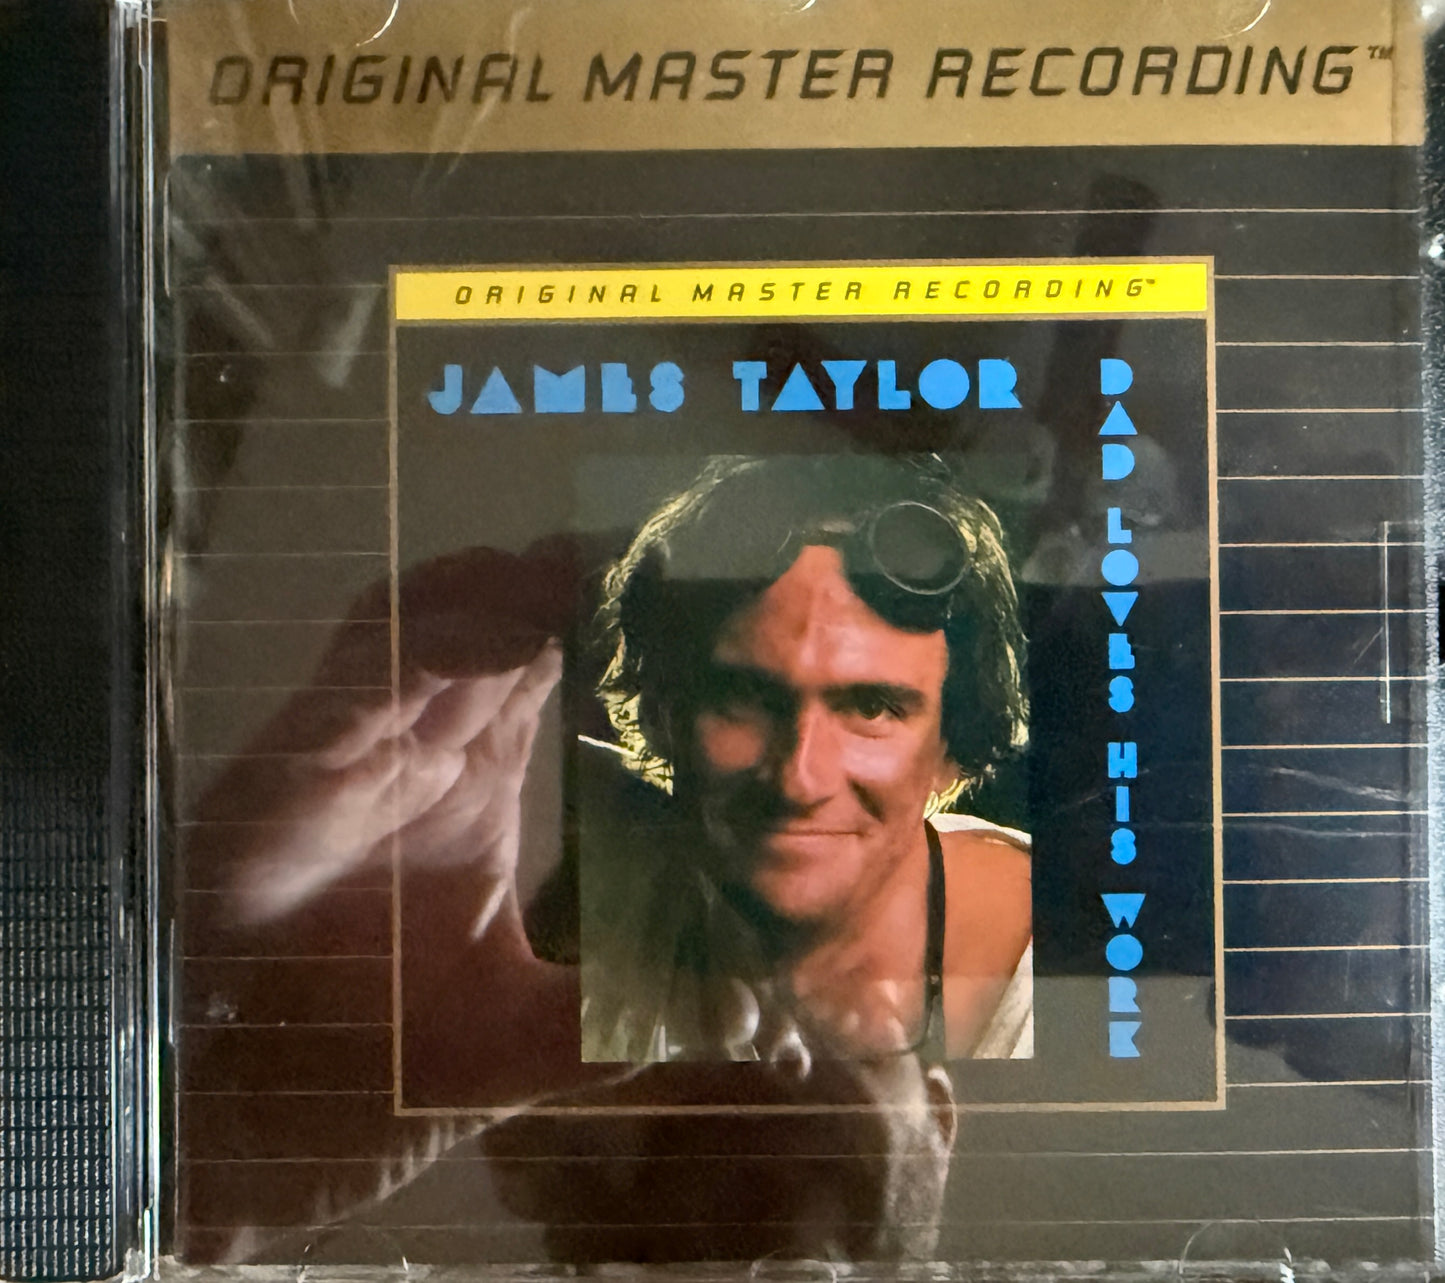 ORIGINAL MASTER RECORDING™
ORIGINAL MASTER RECORDING™
JAMES TAYLOR
DAD LOVES HIS WORK